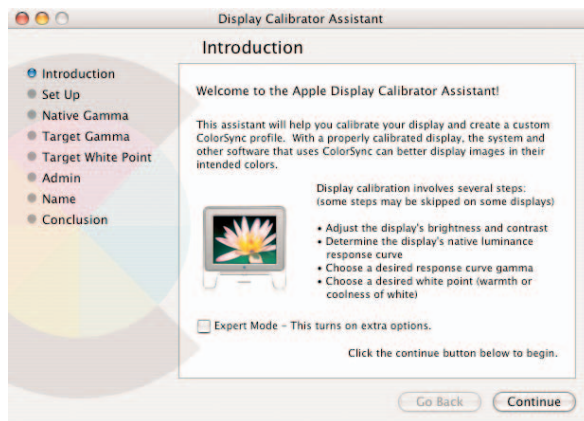 Display Calibrator Assistant
Introduction
Introduction
Set Up
Native Gamma
Target Gamma
Target White Point
Admin
Name
Conclusion
Welcome to the Apple Display Calibrator Assistant!
This assistant will help you calibrate your display and create a custom
ColorSync profile.  With a properly calibrated display, the system and
other software that uses ColorSync can better display images in their
intended colors.
Display calibration involves several steps:
(some steps may be skipped on some displays)
• Adjust the display's brightness and contrast
• Determine the display's native luminance
response curve
• Choose a desired response curve gamma
• Choose a desired white point (warmth or
coolness of white)
Expert Mode – This turns on extra options.
Click the continue button below to begin.
Go Back
Continue